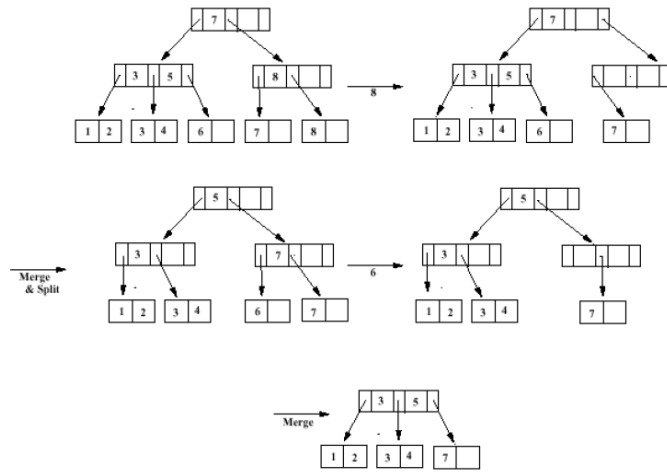 7 7
3 5 8 3 5
8
1 2 3 4 6 7 8 1 2 3 4 6 7
5 5
3 7 3
Merge
& Split
6
1 2 3 4 6 7 1 2 3 4 7
3 5
Merge
1 2 3 4 7